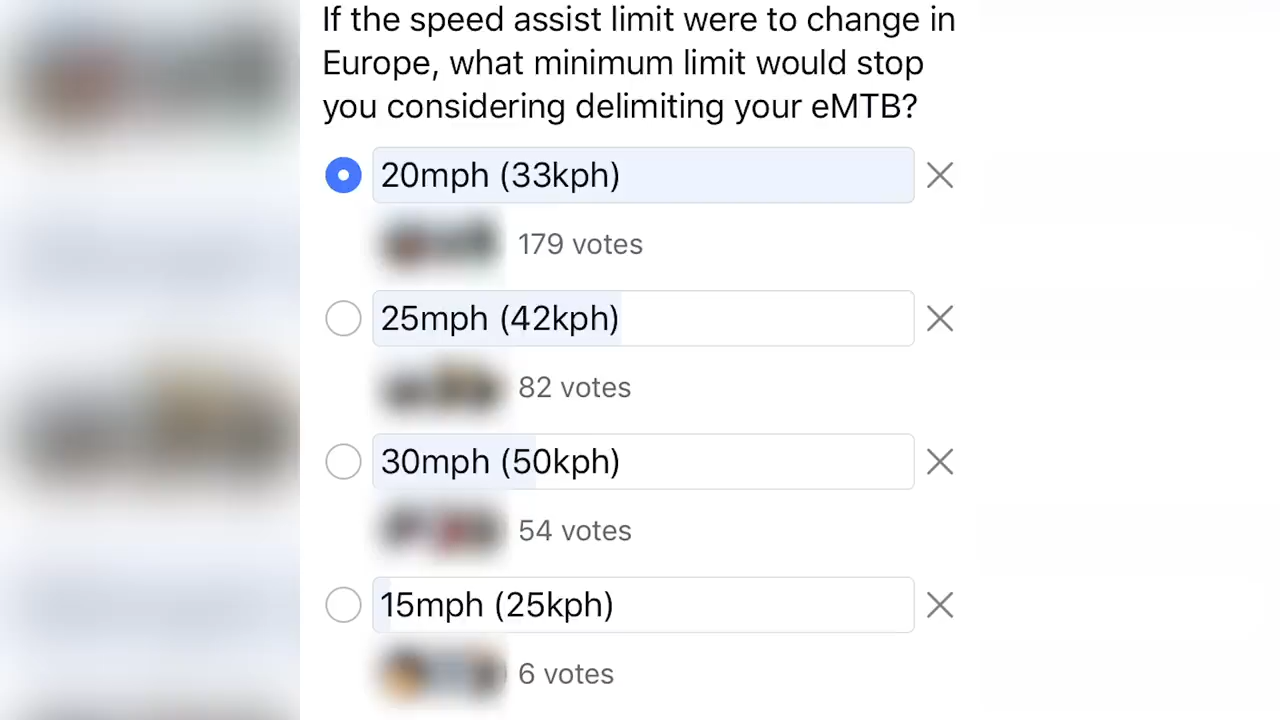 If the speed assist limit were to change in
Europe, what minimum limit would stop
you considering delimiting your eMTB?
20mph (33kph)
179 votes
25mph (42kph)
82 votes
30mph (50kph)
54 votes
15mph (25kph)
6 votes